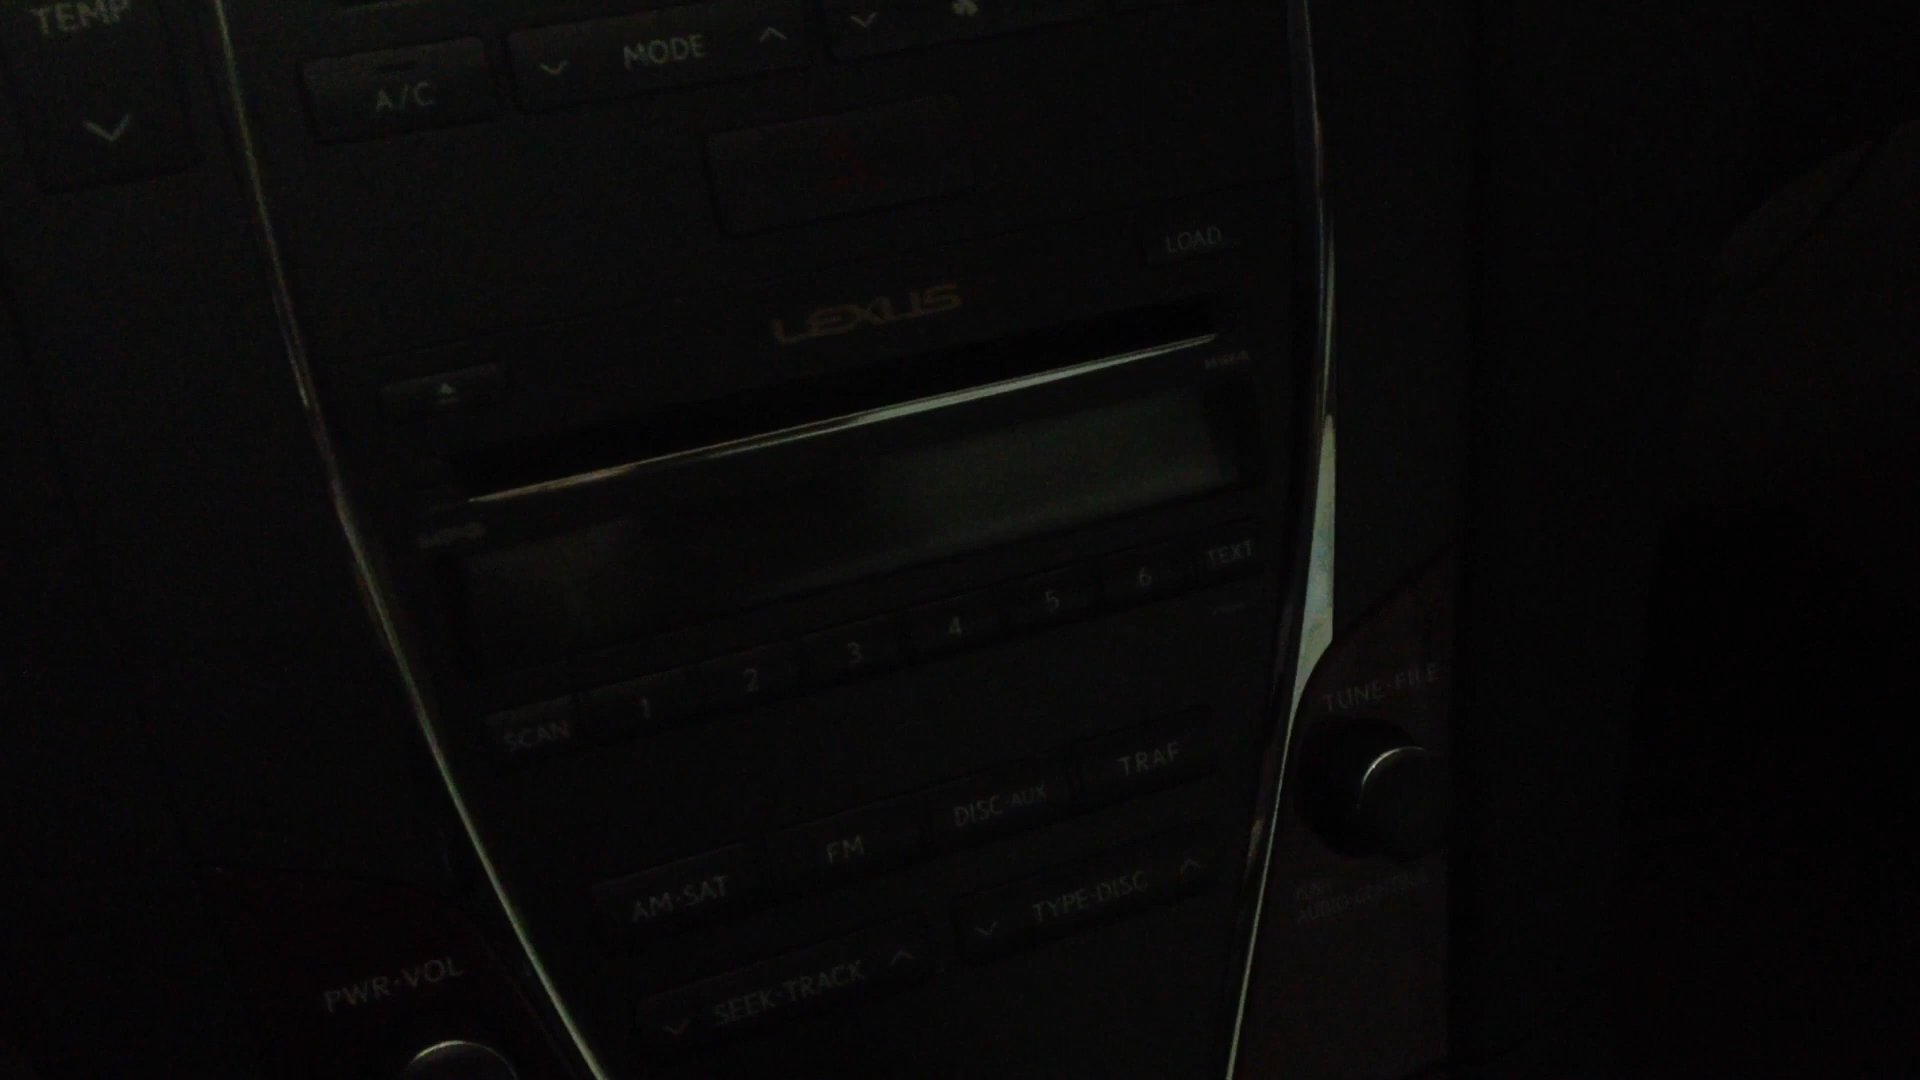 TEMP
A/C
MODE
LOAD
LEXUS
SCAN 1 2 3 4 5 6 TEXT
TUNE·FILE
AM·SAT FM DISC·AUX TRAF
SEEK·TRACK TYPE·DISC
PWR·VOL